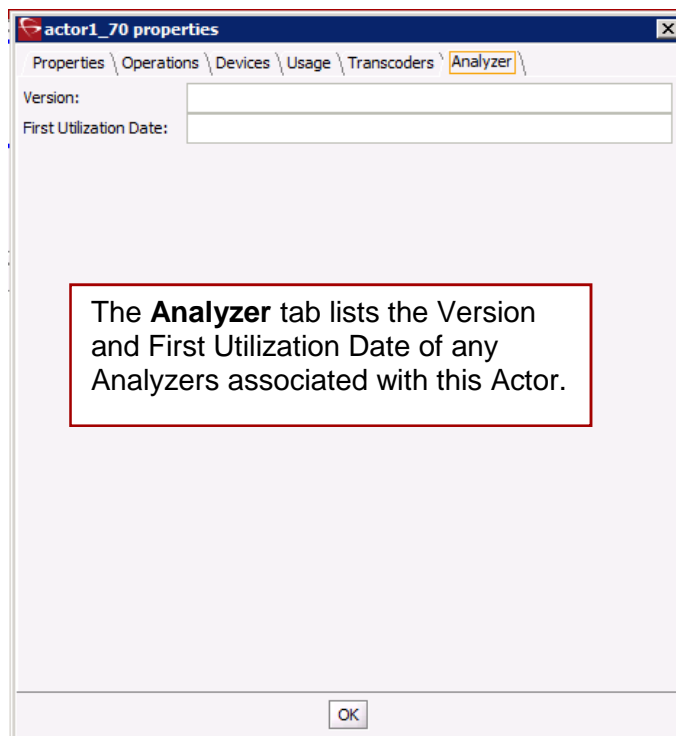 actor1_70 properties
Properties Operations Devices Usage Transcoders Analyzer
Version:
First Utilization Date:
The Analyzer tab lists the Version
and First Utilization Date of any
Analyzers associated with this Actor.
OK